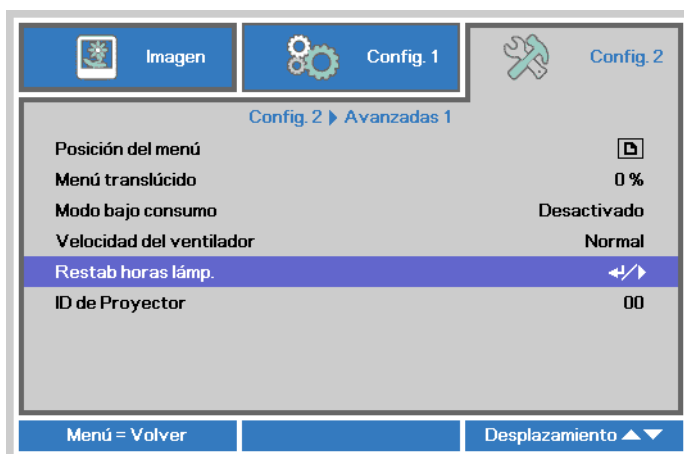 Imagen
Config. 1
Config. 2
Config. 2 Avanzadas 1
Posición del menú
Menú translúcido 0 %
Modo bajo consumo Desactivado
Velocidad del ventilador Normal
Restab horas lámp.
ID de Proyector 00
Menú = Volver
Desplazamiento